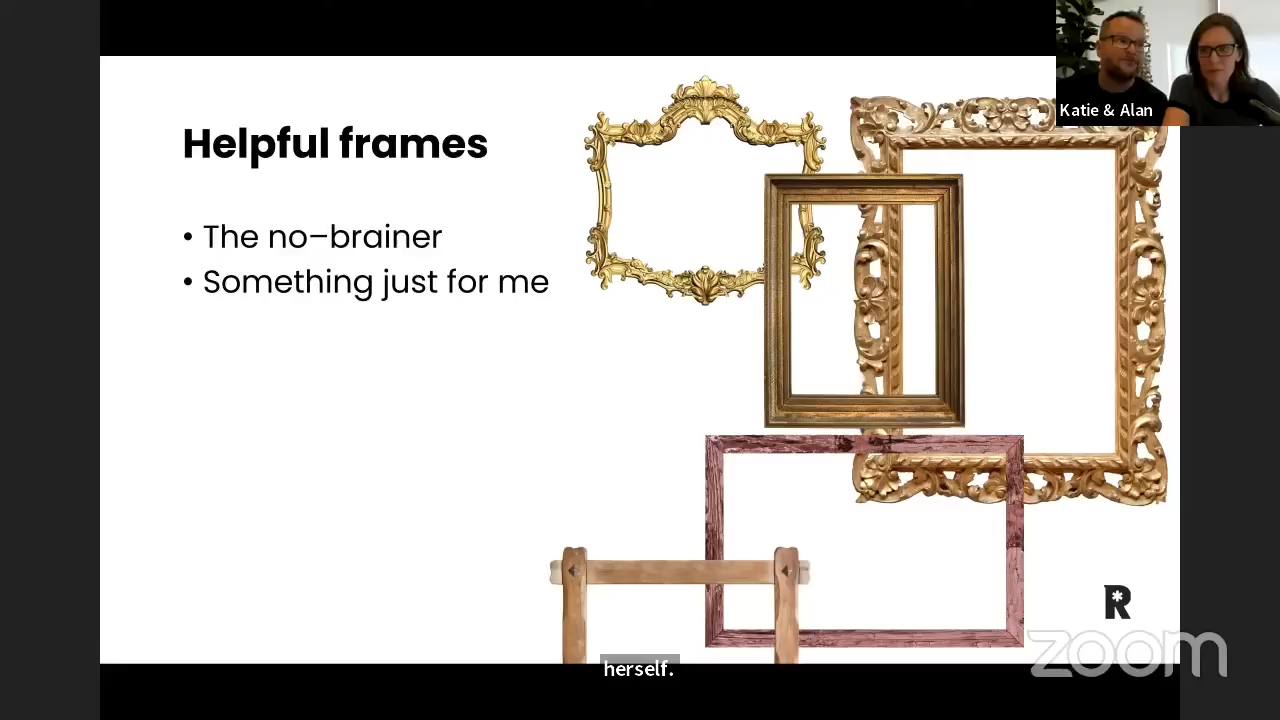 Katie & Alan
Helpful frames
• The no–brainer
• Something just for me
R
zoom
herself.